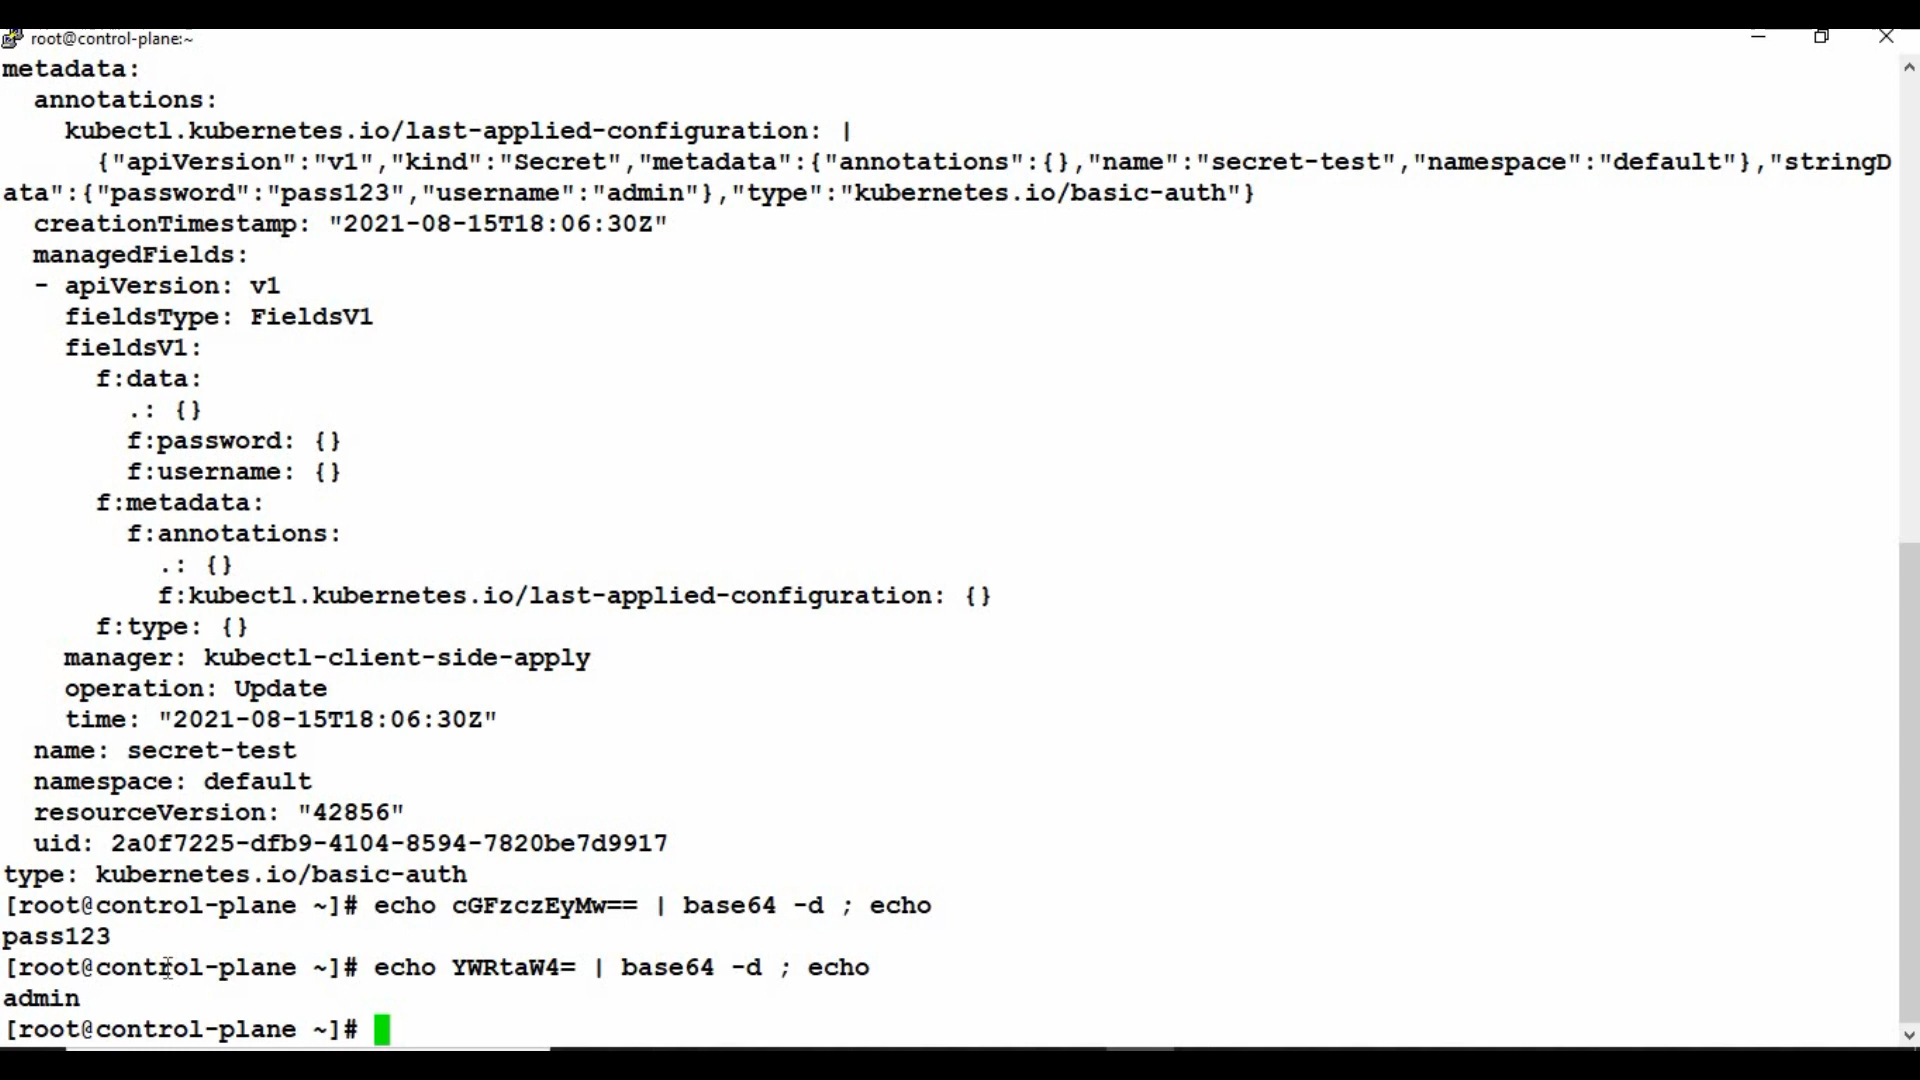 root@control-plane:~
metadata:
  annotations:
    kubectl.kubernetes.io/last-applied-configuration: |
      {"apiVersion":"v1","kind":"Secret","metadata":{"annotations":{},"name":"secret-test","namespace":"default"},"stringD
ata":{"password":"pass123","username":"admin"},"type":"kubernetes.io/basic-auth"}
  creationTimestamp: "2021-08-15T18:06:30Z"
  managedFields:
  - apiVersion: v1
    fieldsType: FieldsV1
    fieldsV1:
      f:data:
        .: {}
        f:password: {}
        f:username: {}
      f:metadata:
        f:annotations:
          .: {}
          f:kubectl.kubernetes.io/last-applied-configuration: {}
      f:type: {}
    manager: kubectl-client-side-apply
    operation: Update
    time: "2021-08-15T18:06:30Z"
  name: secret-test
  namespace: default
  resourceVersion: "42856"
  uid: 2a0f7225-dfb9-4104-8594-7820be7d9917
type: kubernetes.io/basic-auth
[root@control-plane ~]# echo cGFzczEyMw== | base64 -d ; echo
pass123
[root@control-plane ~]# echo YWRtaW4= | base64 -d ; echo
admin
[root@control-plane ~]#